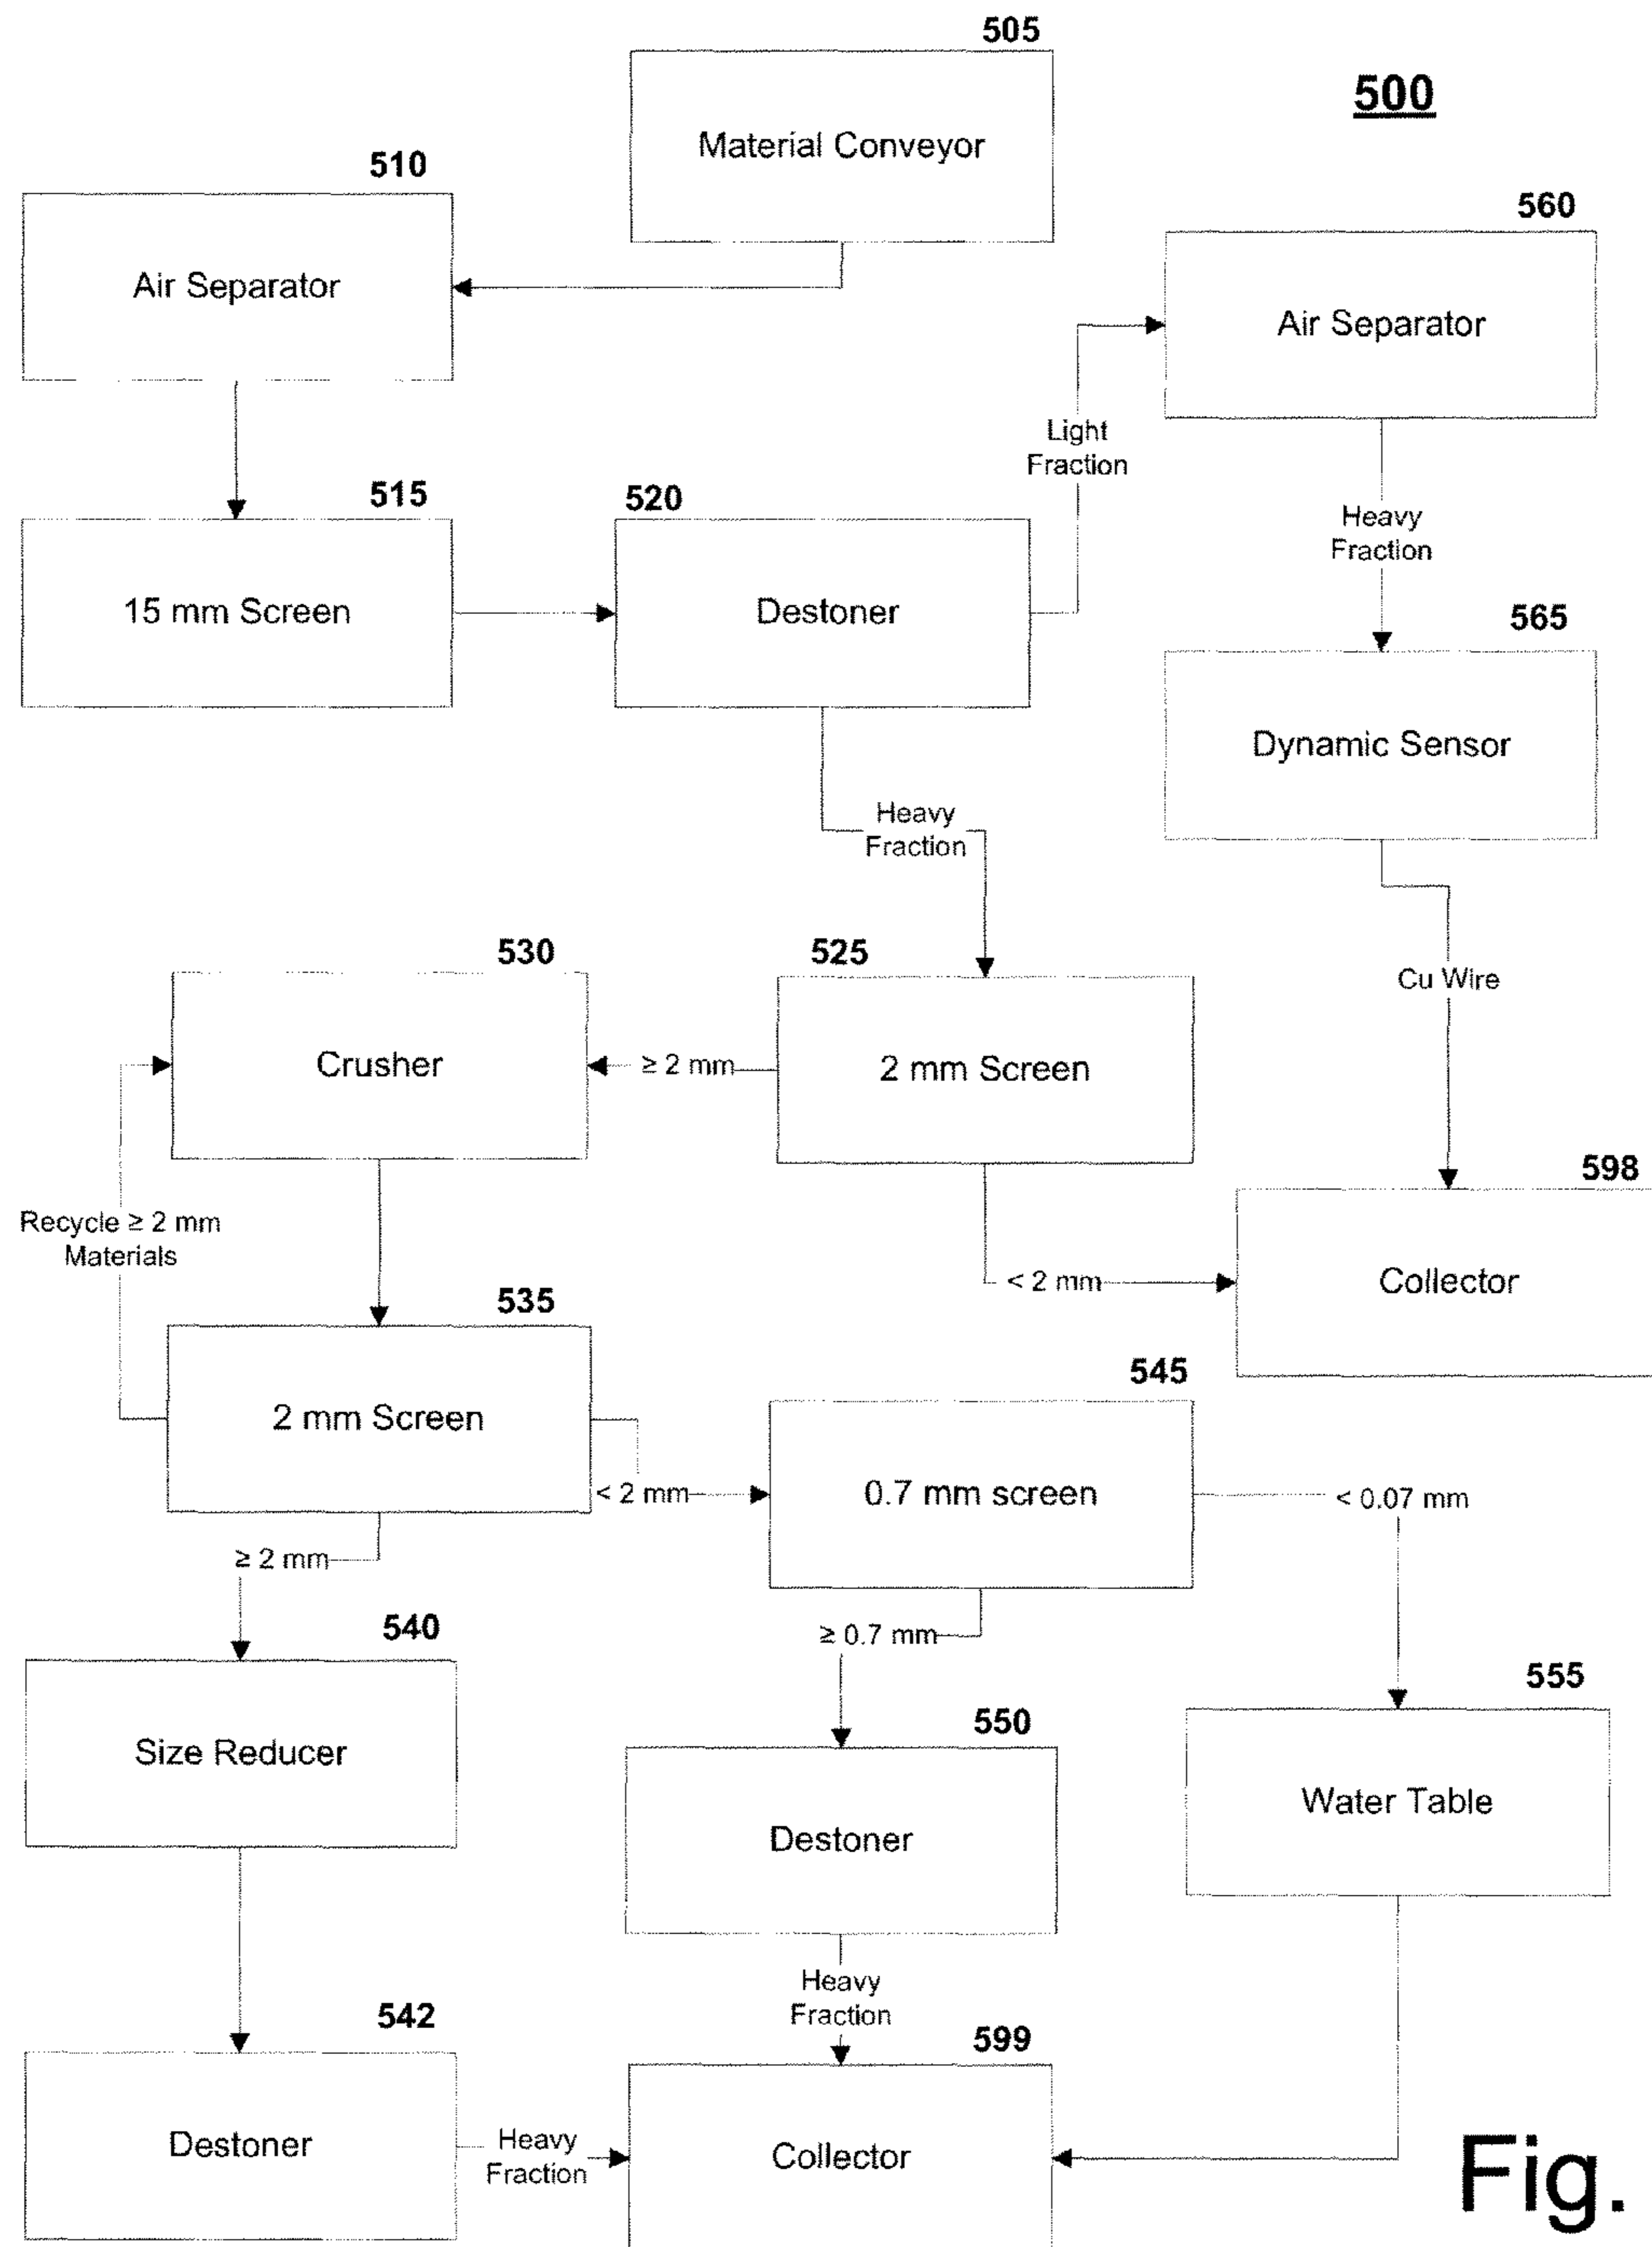 505
500
Material Conveyor
510
Air Separator
560
Air Separator
Light
Fraction
Heavy
Fraction
515
15 mm Screen
520
Destoner
565
Dynamic Sensor
Heavy
Fraction
Cu Wire
530
Crusher
525
2 mm Screen
≥ 2 mm
598
Collector
< 2 mm
Recycle ≥ 2 mm
Materials
535
2 mm Screen
545
0.7 mm screen
< 2 mm
< 0.07 mm
≥ 2 mm
≥ 0.7 mm
540
Size Reducer
550
Destoner
555
Water Table
Heavy
Fraction
542
Destoner
Heavy
Fraction
599
Collector
Fig.